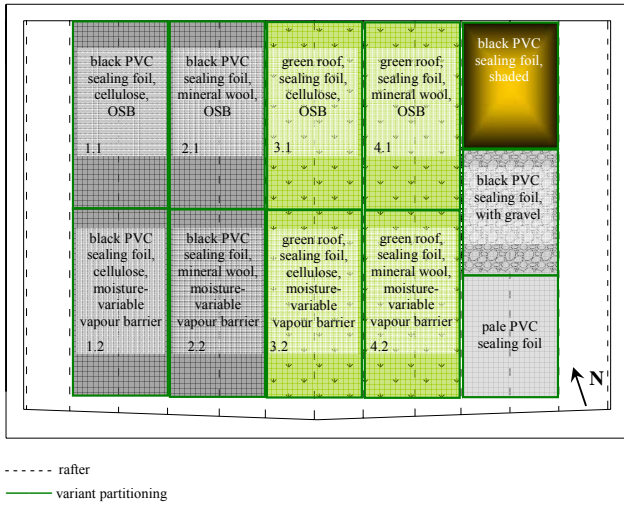 black PVC
sealing foil,
cellulose,
OSB
1.1
black PVC
sealing foil,
mineral wool,
OSB
2.1
green roof,
sealing foil,
cellulose,
OSB
3.1
green roof,
sealing foil,
mineral wool,
OSB
4.1
black PVC
sealing foil,
shaded
black PVC
sealing foil,
with gravel
black PVC
sealing foil,
cellulose,
moisture-
variable
vapour barrier
1.2
black PVC
sealing foil,
mineral wool,
moisture-
variable
vapour barrier
2.2
green roof,
sealing foil,
cellulose,
moisture-
variable
vapour barrier
3.2
green roof,
sealing foil,
mineral wool,
moisture-
variable
vapour barrier
4.2
pale PVC
sealing foil
N
rafter
variant partitioning